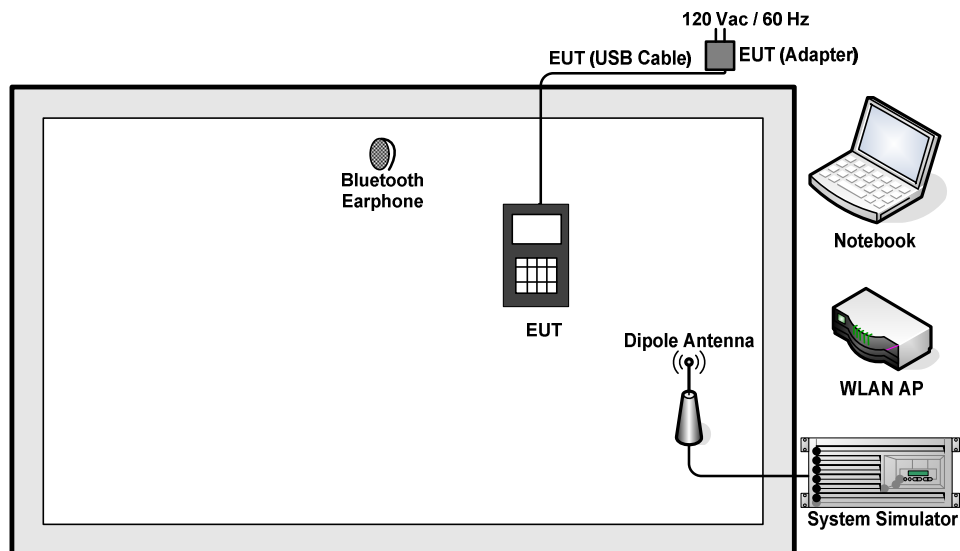 120 Vac / 60 Hz
EUT (USB Cable)
EUT (Adapter)
Bluetooth
Earphone
Notebook
EUT
Dipole Antenna
WLAN AP
System Simulator